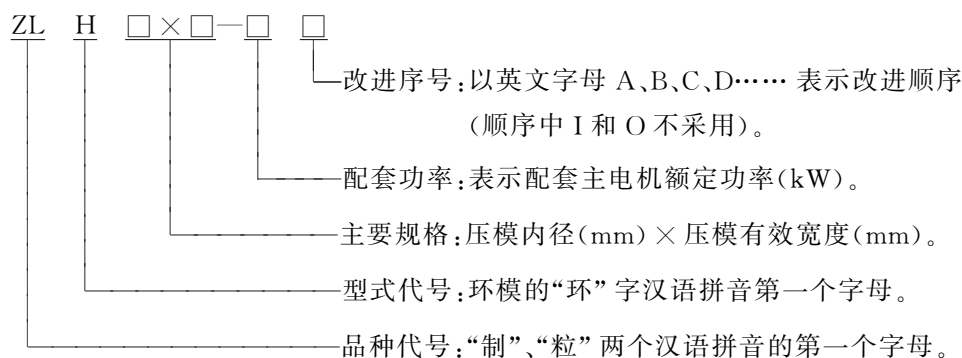 ZL H □×□—□ □
改进序号:以英文字母 A、B、C、D…… 表示改进顺序
(顺序中 I 和 O 不采用)。
配套功率:表示配套主电机额定功率(kW)。
主要规格:压模内径(mm) × 压模有效宽度(mm)。
型式代号:环模的“环”字汉语拼音第一个字母。
品种代号:“制”、“粒”两个汉语拼音的第一个字母。